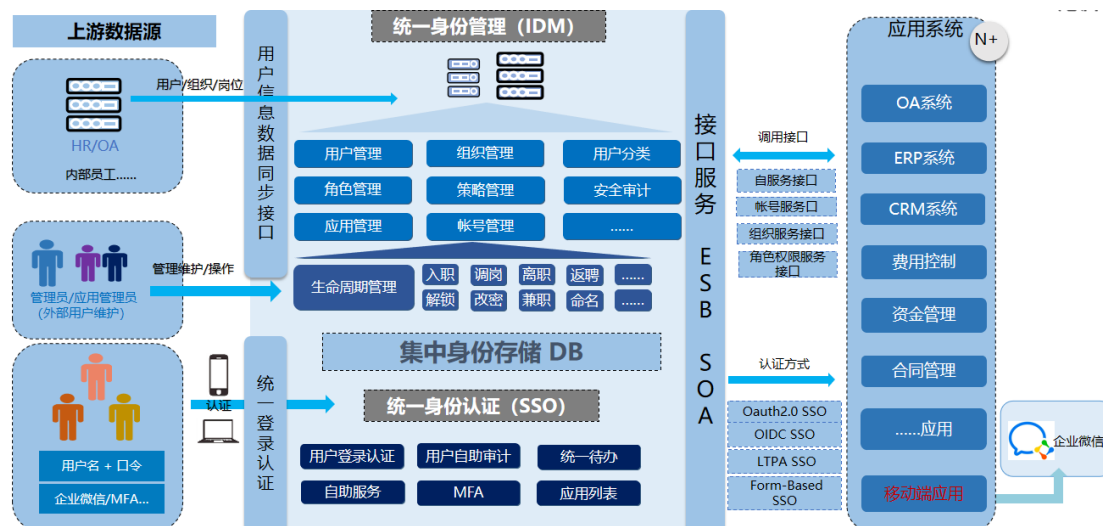 上游数据源
HR/OA
内部员工......
用户/组织/岗位
管理员/应用管理员
(外部用户维护)
管理维护/操作
用户名 + 口令
企业微信/MFA...
认证
用户信息数据同步接口
统一登录认证
统一身份管理（IDM）
用户管理
组织管理
用户分类
角色管理
策略管理
安全审计
应用管理
帐号管理
......
生命周期管理
入职
调岗
离职
返聘
......
解锁
改密
兼职
命名
......
集中身份存储 DB
统一身份认证（SSO）
用户登录认证
用户自助审计
统一待办
自助服务
MFA
应用列表
接口服务 ESB SOA
调用接口
自服务接口
帐号服务口
组织服务接口
角色权限服务
接口
认证方式
Oauth2.0 SSO
OIDC SSO
LTPA SSO
Form-Based
SSO
应用系统
N+
OA系统
ERP系统
CRM系统
费用控制
资金管理
合同管理
......应用
移动端应用
企业微信